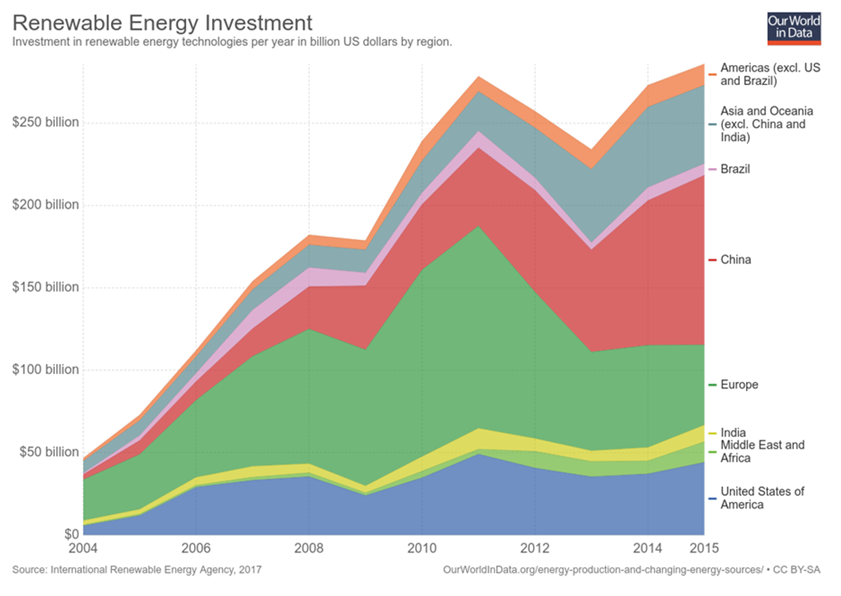 Renewable Energy Investment
Investment in renewable energy technologies per year in billion US dollars by region.
Our World
in Data
$250 billion
$200 billion
$150 billion
$100 billion
$50 billion
$0
2004
2006
2008
2010
2012
2014
2015
Americas (excl. US
and Brazil)
Asia and Oceania
(excl. China and
India)
Brazil
China
Europe
India
Middle East and
Africa
United States of
America
Source: International Renewable Energy Agency, 2017
OurWorldInData.org/energy-production-and-changing-energy-sources/ • CC BY-SA